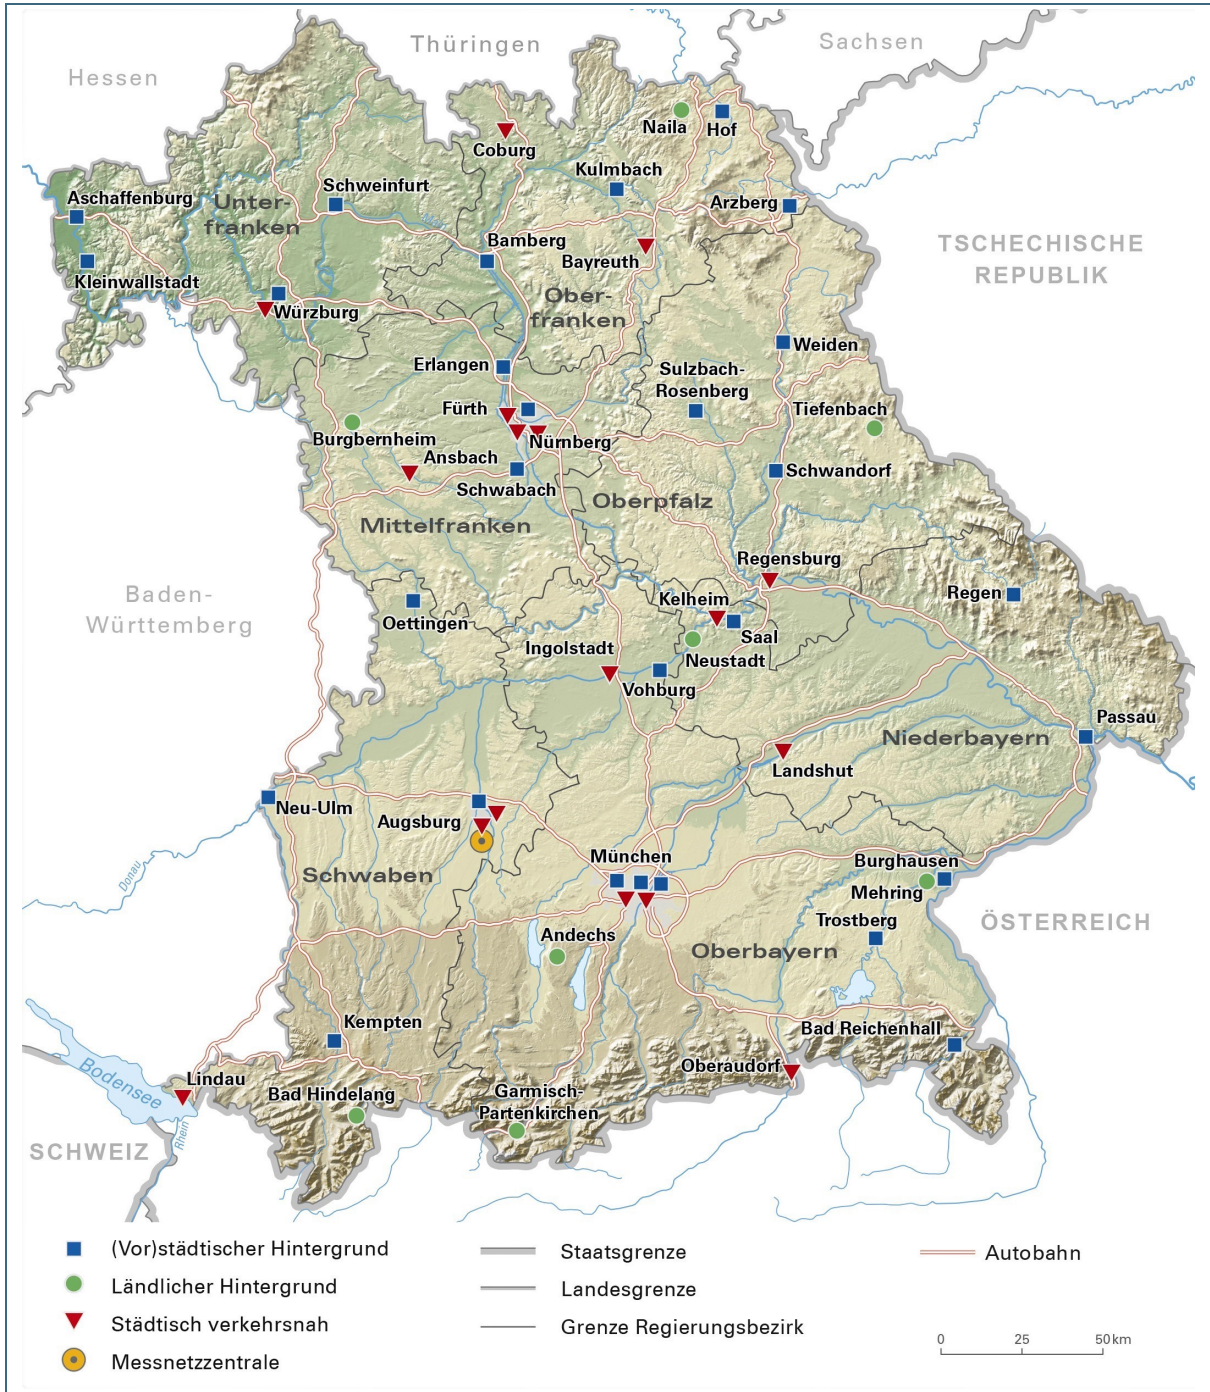 Thüringen
Sachsen
Hessen
Naila
Hof
Coburg
Kulmbach
Schweinfurt
Aschaffenburg
Unter-
franken
Arzberg
Bamberg
Bayreuth
TSCHECHISCHE
REPUBLIK
Kleinwallstadt
Ober-
franken
Würzburg
Weiden
Erlangen
Sulzbach-
Rosenberg
Fürth
Tiefenbach
Burgbernheim
Nürnberg
Ansbach
Schwandorf
Schwabach
Oberpfalz
Mittelfranken
Regensburg
Baden-
Württemberg
Regen
Kelheim
Oettingen
Saal
Ingolstadt
Neustadt
Vohburg
Passau
Niederbayern
Landshut
Neu-Ulm
Augsburg
München
Burghausen
Donau
Schwaben
Mehring
Trostberg
ÖSTERREICH
Andechs
Oberbayern
Kempten
Bad Reichenhall
Oberaudorf
Bodensee
Lindau
Bad Hindelang
Garmisch-
Partenkirchen
Rhein
SCHWEIZ
(Vor)städtischer Hintergrund
Ländlicher Hintergrund
Städtisch verkehrsnah
Messnetzzentrale
Staatsgrenze
Landesgrenze
Grenze Regierungsbezirk
Autobahn
0 25 50 km